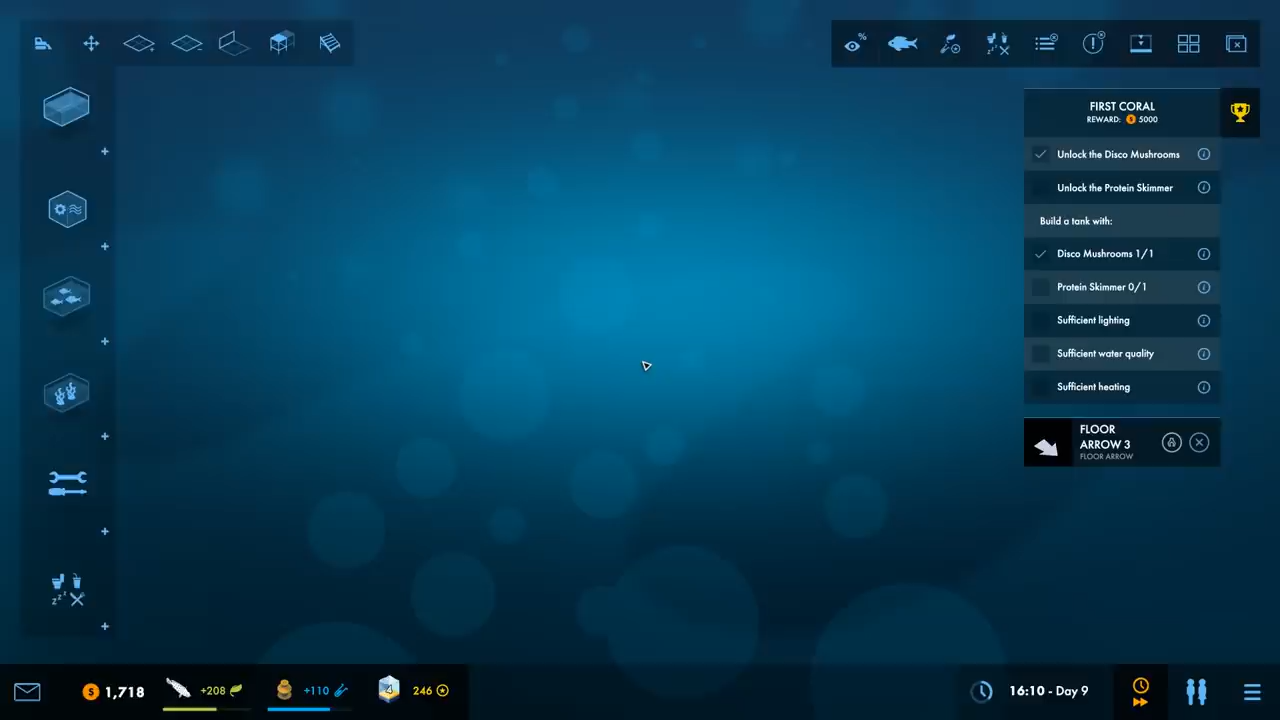 %
FIRST CORAL
REWARD: $ 5000
Unlock the Disco Mushrooms
Unlock the Protein Skimmer
Build a tank with:
Disco Mushrooms 1/1
Protein Skimmer 0/1
Sufficient lighting
Sufficient water quality
Sufficient heating
FLOOR
ARROW 3
FLOOR ARROW
$ 1,718
+208
+110
4
246
16:10 - Day 9